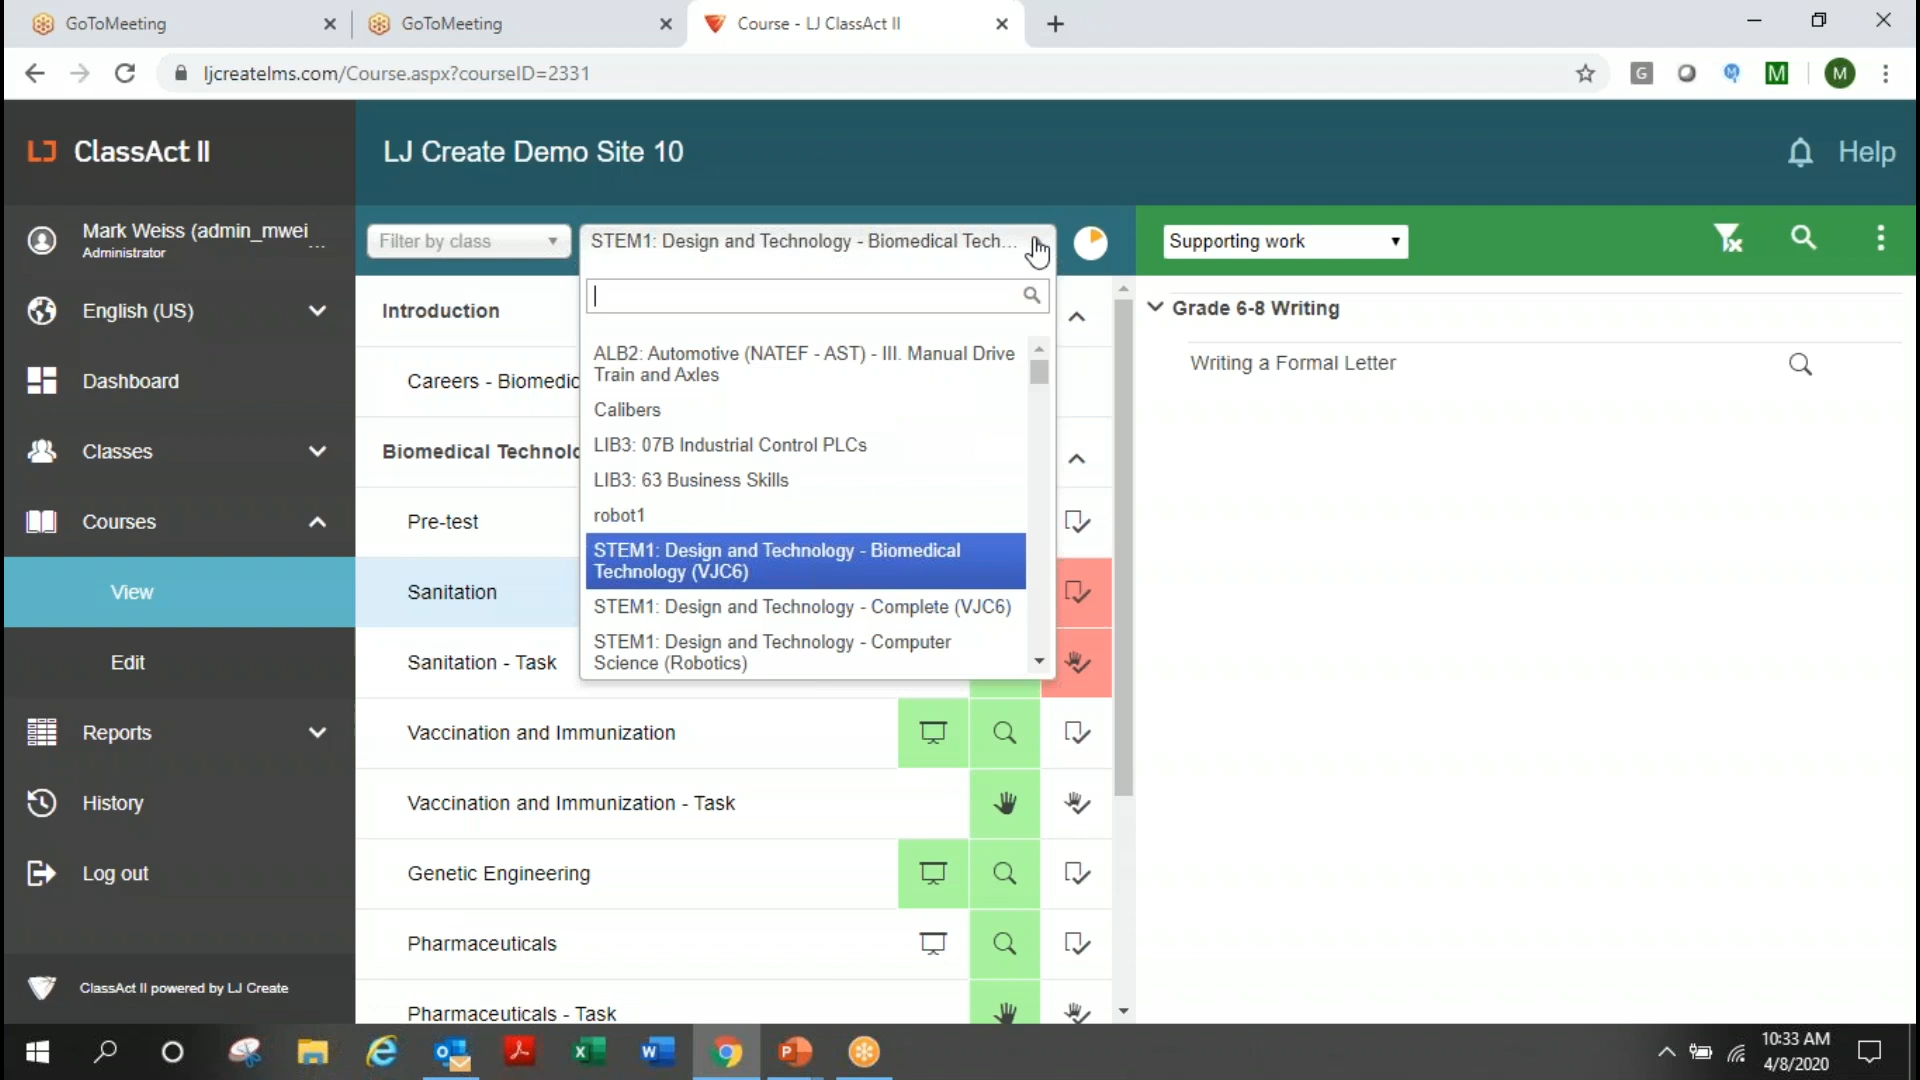 GoToMeeting
GoToMeeting
Course - LJ ClassAct II
ljcreatelms.com/Course.aspx?courseID=2331
G
M
M
LJ ClassAct II
LJ Create Demo Site 10
Help
Mark Weiss (admin_mwei...
Administrator
English (US)
Dashboard
Classes
Courses
View
Edit
Reports
History
Log out
ClassAct II powered by LJ Create
Filter by class
STEM1: Design and Technology - Biomedical Tech...
ALB2: Automotive (NATEF - AST) - III. Manual Drive
Train and Axles
Calibers
LIB3: 07B Industrial Control PLCs
LIB3: 63 Business Skills
robot1
STEM1: Design and Technology - Biomedical
Technology (VJC6)
STEM1: Design and Technology - Complete (VJC6)
STEM1: Design and Technology - Computer
Science (Robotics)
Introduction
Careers - Biomedic
Biomedical Technolo
Pre-test
Sanitation
Sanitation - Task
Vaccination and Immunization
Vaccination and Immunization - Task
Genetic Engineering
Pharmaceuticals
Pharmaceuticals - Task
Supporting work
Grade 6-8 Writing
Writing a Formal Letter
10:33 AM
4/8/2020